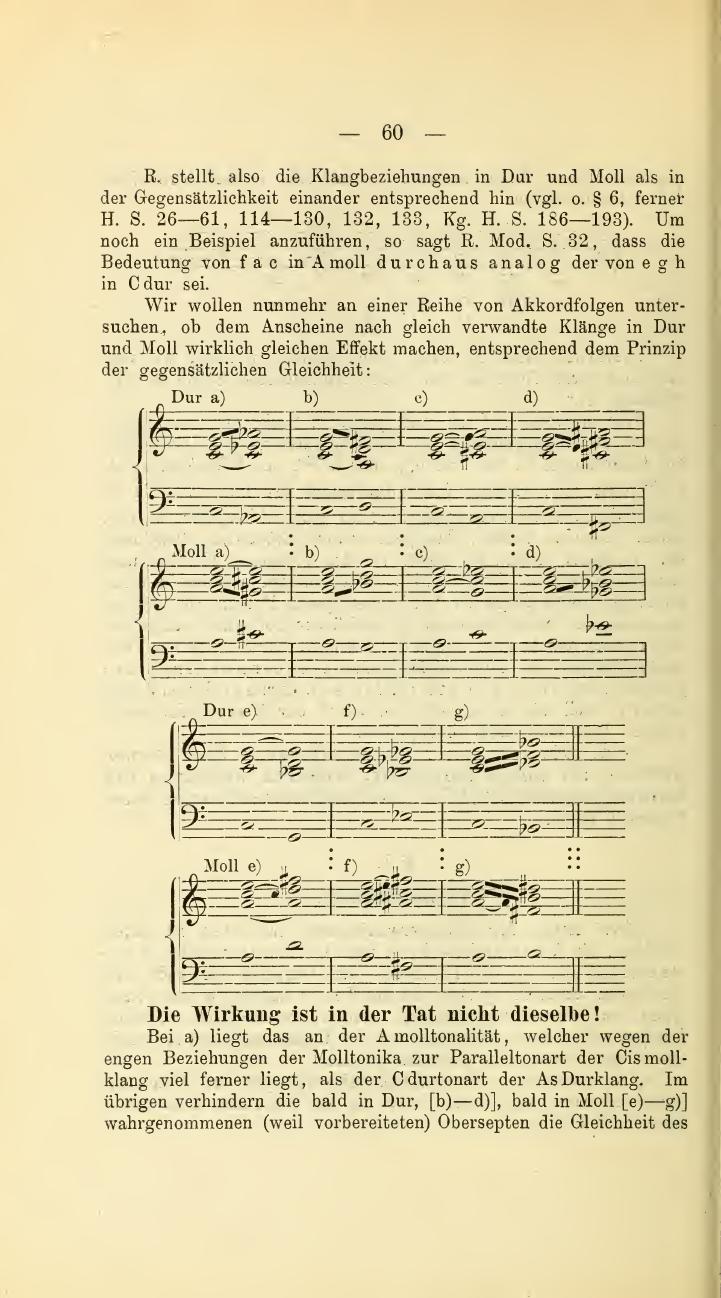 — 60 —
R. stellt also die Klangbeziehungen in Dur und Moll als in
der Gegensätzlichkeit einander entsprechend hin (vgl. o. § 6, ferner
H. S. 26—61, 114—130, 132, 133, Kg. H. S. 186—193). Um
noch ein Beispiel anzuführen, so sagt R. Mod. S. 32, dass die
Bedeutung von f a c in A moll durchaus analog der von e g h
in C dur sei.
Wir wollen nunmehr an einer Reihe von Akkordfolgen unter-
suchen, ob dem Anscheine nach gleich verwandte Klänge in Dur
und Moll wirklich gleichen Effekt machen, entsprechend dem Prinzip
der gegensätzlichen Gleichheit:
Dur a) b) c) d)
Moll a) b) c) d)
Dur e) f) g)
Moll e) f) g)
Die Wirkung ist in der Tat nicht dieselbe!
Bei a) liegt das an der A molltonalität, welcher wegen der
engen Beziehungen der Molltonika zur Paralleltonart der Cis moll-
klang viel ferner liegt, als der C durtonart der As Durklang. Im
übrigen verhindern die bald in Dur, [b)—d)], bald in Moll [e)—g)]
wahrgenommenen (weil vorbereiteten) Obersepten die Gleichheit des